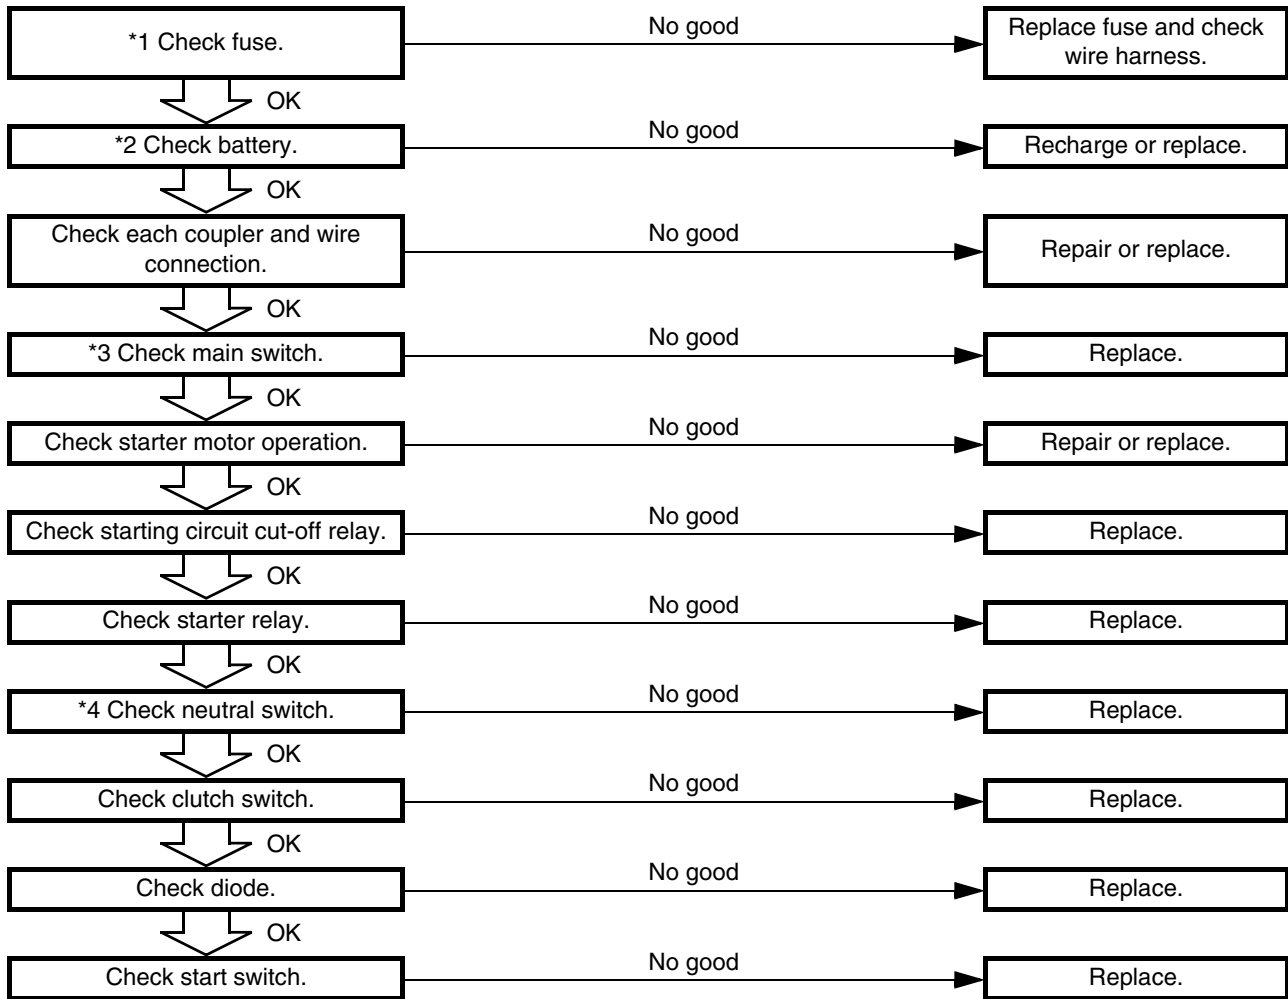 *1 Check fuse.
No good
Replace fuse and check
wire harness.
OK
*2 Check battery.
No good
Recharge or replace.
OK
Check each coupler and wire
connection.
No good
Repair or replace.
OK
*3 Check main switch.
No good
Replace.
OK
Check starter motor operation.
No good
Repair or replace.
OK
Check starting circuit cut-off relay.
No good
Replace.
OK
Check starter relay.
No good
Replace.
OK
*4 Check neutral switch.
No good
Replace.
OK
Check clutch switch.
No good
Replace.
OK
Check diode.
No good
Replace.
OK
Check start switch.
No good
Replace.